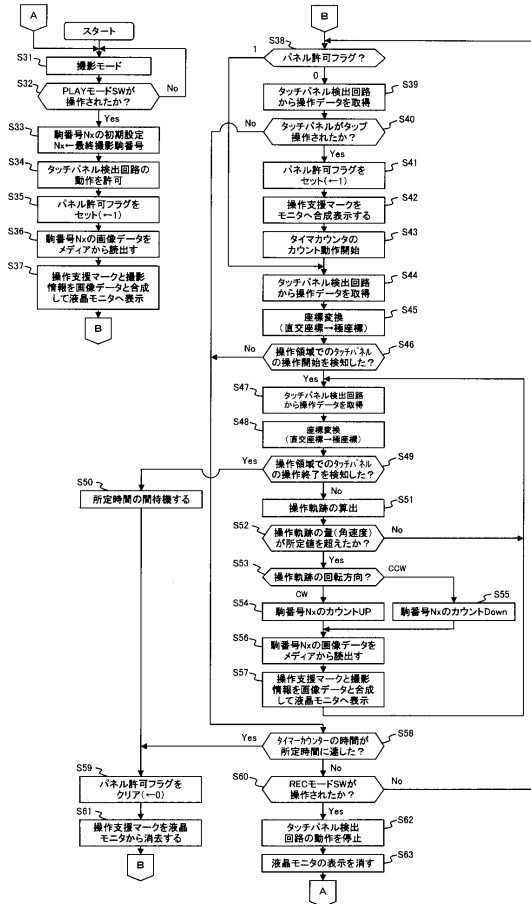 A
スタート
S31
撮影モード
S32
PLAYモードSWが
操作されたか？
No
Yes
S33
駒番号Nxの初期設定
Nx←最終撮影駒番号
S34
タッチパネル検出回路の
動作を許可
S35
パネル許可フラグを
セット(←1)
S36
駒番号Nxの画像データを
メディアから読出す
S37
操作支援マークと撮影
情報を画像データと合成
して液晶モニタへ表示
B
B
S38
1
パネル許可フラグ？
0
S39
タッチパネル検出回路
から操作データを取得
S40
No
タッチパネルがタップ
操作されたか？
Yes
S41
パネル許可フラグを
セット(←1)
S42
操作支援マークを
モニタへ合成表示する
S43
タイマカウンタの
カウント動作開始
S44
タッチパネル検出回路
から操作データを取得
S45
座標変換
(直交座標→極座標)
S46
No
操作領域でのタッチパネル
の操作開始を検知した？
Yes
S47
タッチパネル検出回路
から操作データを取得
S48
座標変換
(直交座標→極座標)
S49
Yes
操作領域でのタッチパネル
の操作終了を検知した？
No
S50
所定時間の間待機する
S51
操作軌跡の算出
S52
操作軌跡の量(角速度)
が所定値を超えたか？
No
Yes
S53
操作軌跡の回転方向？
CCW
CW
S54
駒番号NxのカウントUP
S55
駒番号NxのカウントDown
S56
駒番号Nxの画像データを
メディアから読出す
S57
操作支援マークと撮影
情報を画像データと合成
して液晶モニタへ表示
S58
Yes
タイマーカウンターの時間が
所定時間に達した？
No
S59
パネル許可フラグを
クリア(←0)
S60
RECモードSWが
操作されたか？
No
Yes
S61
操作支援マークを液晶
モニタから消去する
B
S62
タッチパネル検出
回路の動作を停止
S63
液晶モニタの表示を消す
A